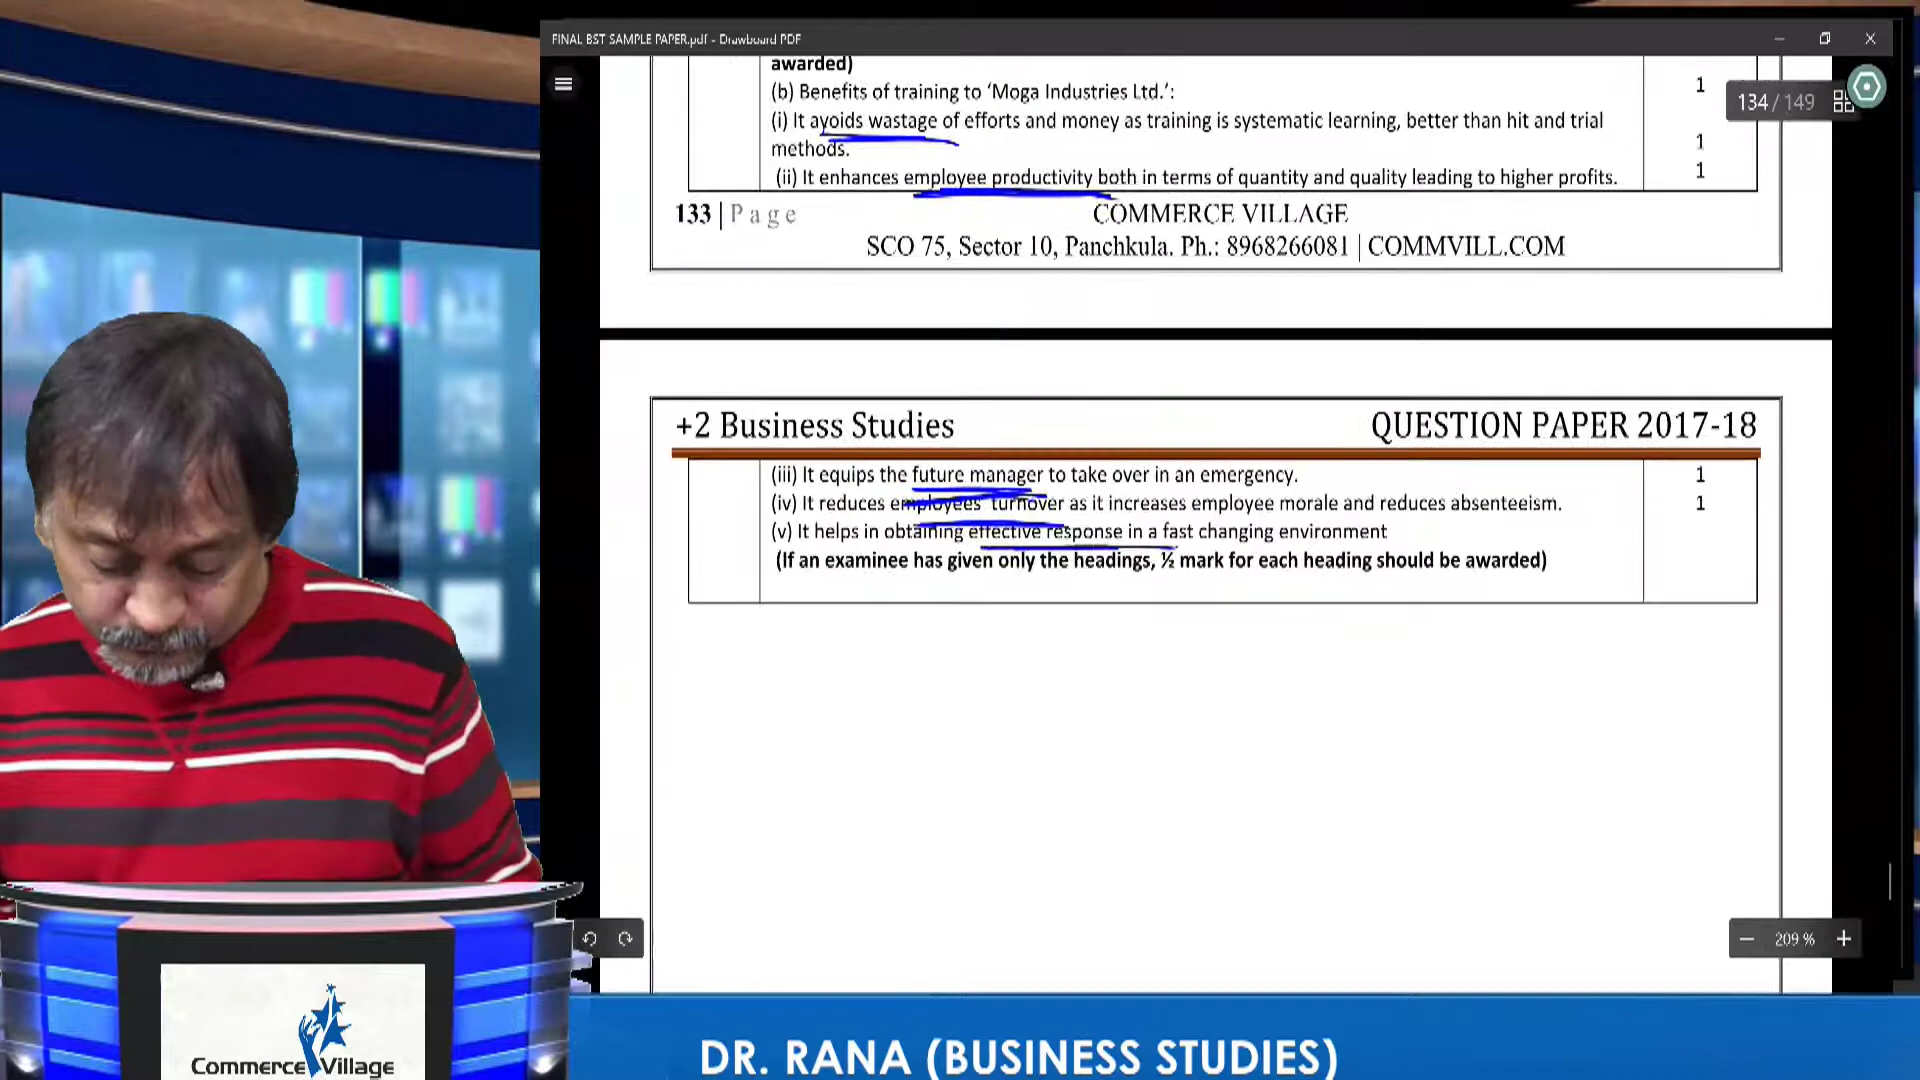 FINAL BST SAMPLE PAPER.pdf - Drawboard PDF
awarded)
(b) Benefits of training to ‘Moga Industries Ltd.’:
1
134 / 149
(i) It avoids wastage of efforts and money as training is systematic learning, better than hit and trial
methods.
1
(ii) It enhances employee productivity both in terms of quantity and quality leading to higher profits.
1
133 | Page
COMMERCE VILLAGE
SCO 75, Sector 10, Panchkula. Ph.: 8968266081 | COMMVILL.COM
+2 Business Studies
QUESTION PAPER 2017-18
(iii) It equips the future manager to take over in an emergency.
1
(iv) It reduces employees’ turnover as it increases employee morale and reduces absenteeism.
1
(v) It helps in obtaining effective response in a fast changing environment
(If an examinee has given only the headings, ½ mark for each heading should be awarded)
209 %
Commerce Village
DR. RANA (BUSINESS STUDIES)